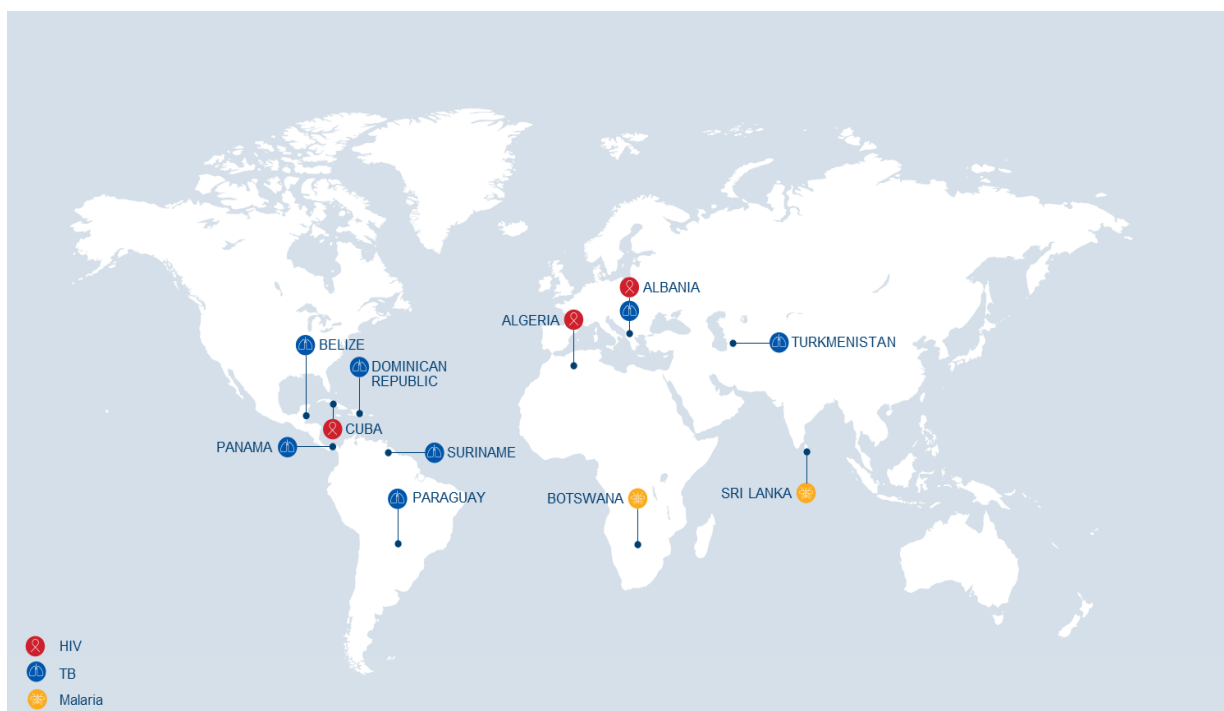 ALBANIA
ALGERIA
BELIZE
TURKMENISTAN
DOMINICAN
REPUBLIC
CUBA
PANAMA
SURINAME
PARAGUAY
BOTSWANA
SRI LANKA
HIV
TB
Malaria